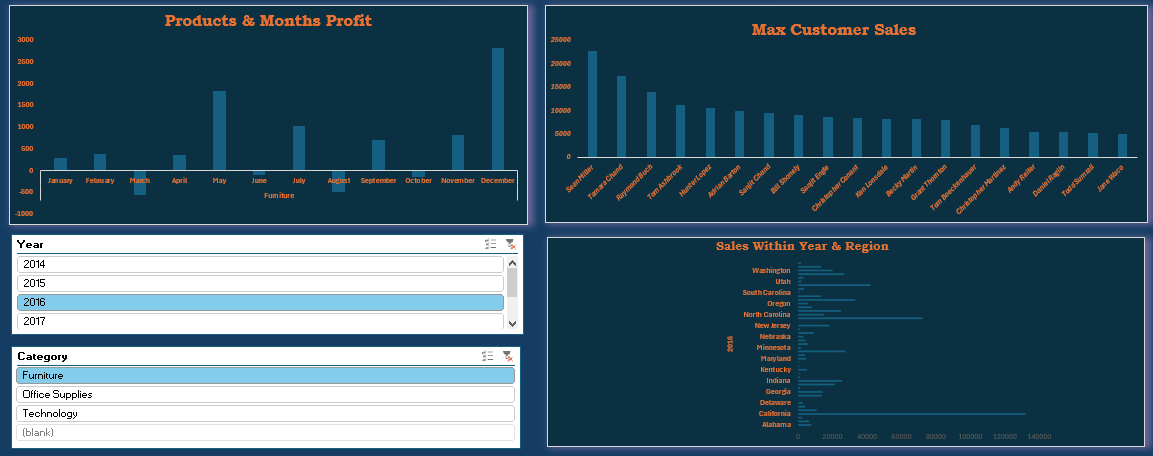 Products & Months Profit
3000
2500
2000
1500
1000
500
0
-500
-1000
January February March April May June July August September October November December
Furniture
Max Customer Sales
25000
20000
15000
10000
5000
0
Sean Miller
Tamara Chand
Raymond Buch
Tom Ashbrook
Hunter Lopez
Adrian Barton
Sanjit Chand
Bill Shonely
Sanjit Engle
Christopher Conant
Ken Lonsdale
Becky Martin
Grant Thornton
Tom Boeckenhauer
Christopher Martinez
Andy Reiter
Daniel Raglin
Todd Sumrall
Jane Waco
Year
2014
2015
2016
2017
Category
Furniture
Office Supplies
Technology
(blank)
Sales Within Year & Region
2016
Washington
Utah
South Carolina
Oregon
North Carolina
New Jersey
Nebraska
Minnesota
Maryland
Kentucky
Indiana
Georgia
Delaware
California
Alabama
0 20000 40000 60000 80000 100000 120000 140000